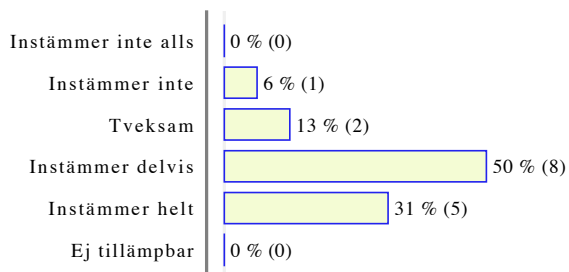 Instämmer inte alls 0 % (0)
Instämmer inte 6 % (1)
Tveksam 13 % (2)
Instämmer delvis 50 % (8)
Instämmer helt 31 % (5)
Ej tillämpbar 0 % (0)